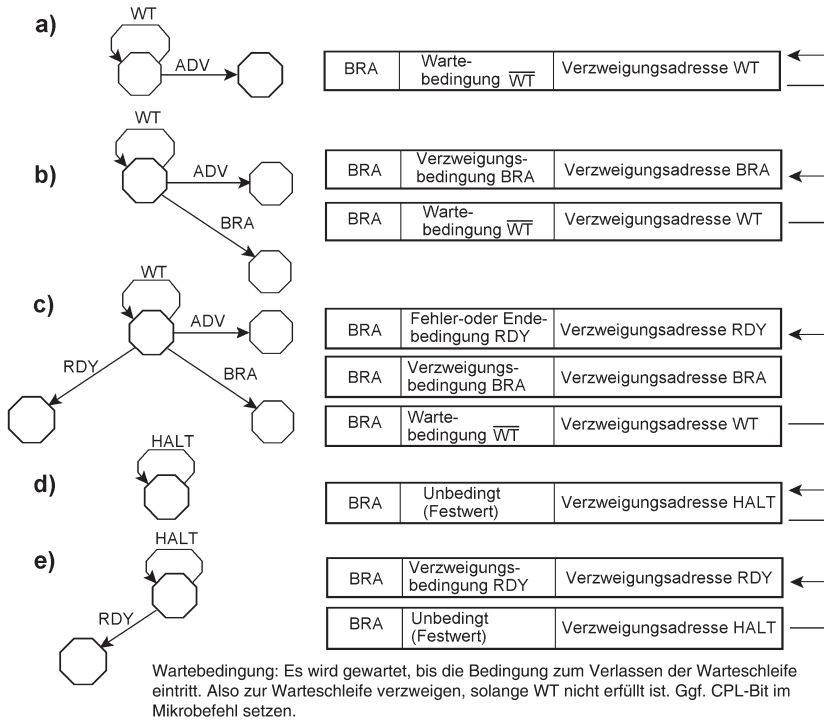 a)
WT
ADV
BRA
Warte-
bedingung W̅T̅
Verzweigungsadresse WT
b)
WT
ADV
BRA
BRA
Verzweigungs-
bedingung BRA
Verzweigungsadresse BRA
BRA
Warte-
bedingung W̅T̅
Verzweigungsadresse WT
c)
WT
ADV
RDY
BRA
BRA
Fehler-oder Ende-
bedingung RDY
Verzweigungsadresse RDY
BRA
Verzweigungs-
bedingung BRA
Verzweigungsadresse BRA
BRA
Warte-
bedingung W̅T̅
Verzweigungsadresse WT
d)
HALT
BRA
Unbedingt
(Festwert)
Verzweigungsadresse HALT
e)
HALT
RDY
BRA
Verzweigungs-
bedingung RDY
Verzweigungsadresse RDY
BRA
Unbedingt
(Festwert)
Verzweigungsadresse HALT
Wartebedingung: Es wird gewartet, bis die Bedingung zum Verlassen der Warteschleife
eintritt. Also zur Warteschleife verzweigen, solange WT nicht erfüllt ist. Ggf. CPL-Bit im
Mikrobefehl setzen.